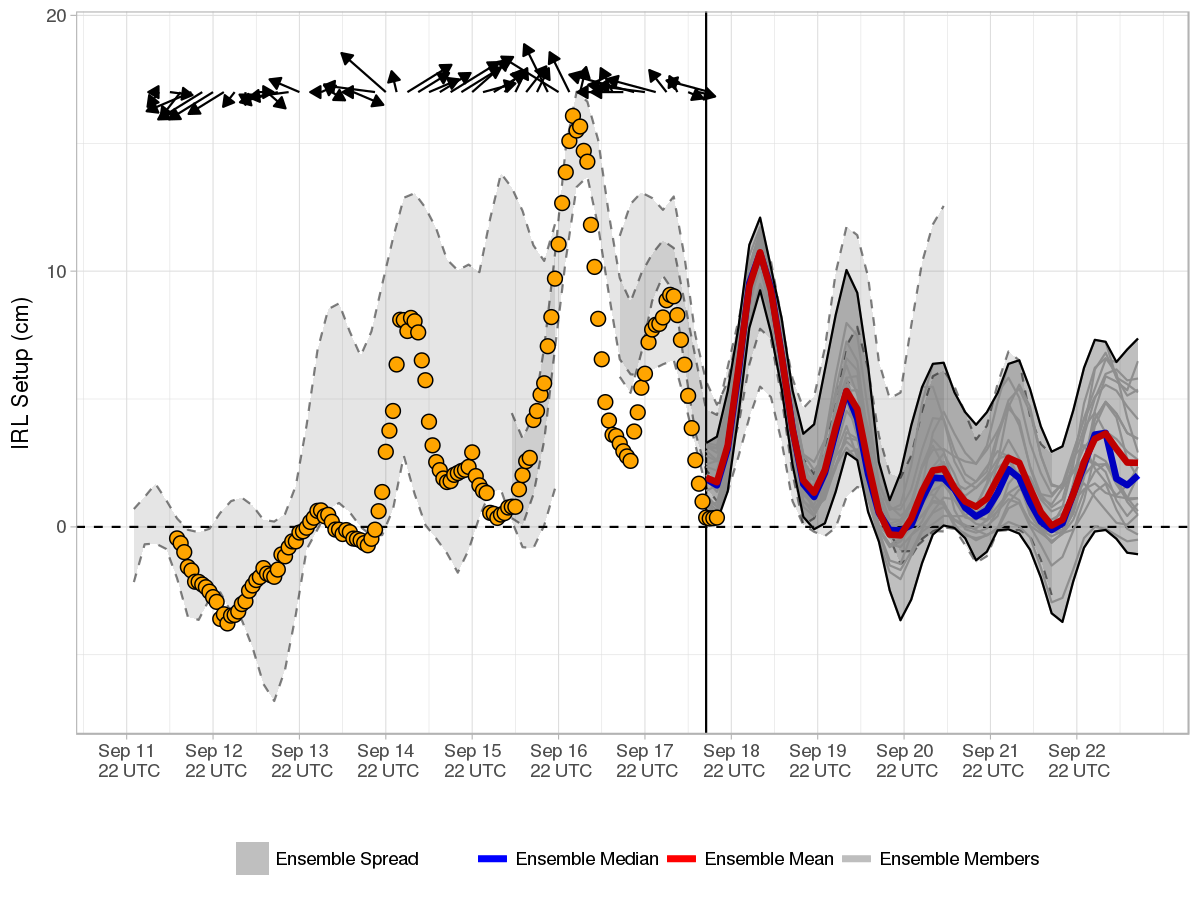 20
10
0
IRL Setup (cm)
Sep 11 Sep 12 Sep 13 Sep 14 Sep 15 Sep 16 Sep 17 Sep 18 Sep 19 Sep 20 Sep 21 Sep 22
22 UTC 22 UTC 22 UTC 22 UTC 22 UTC 22 UTC 22 UTC 22 UTC 22 UTC 22 UTC 22 UTC 22 UTC
Ensemble Spread Ensemble Median Ensemble Mean Ensemble Members